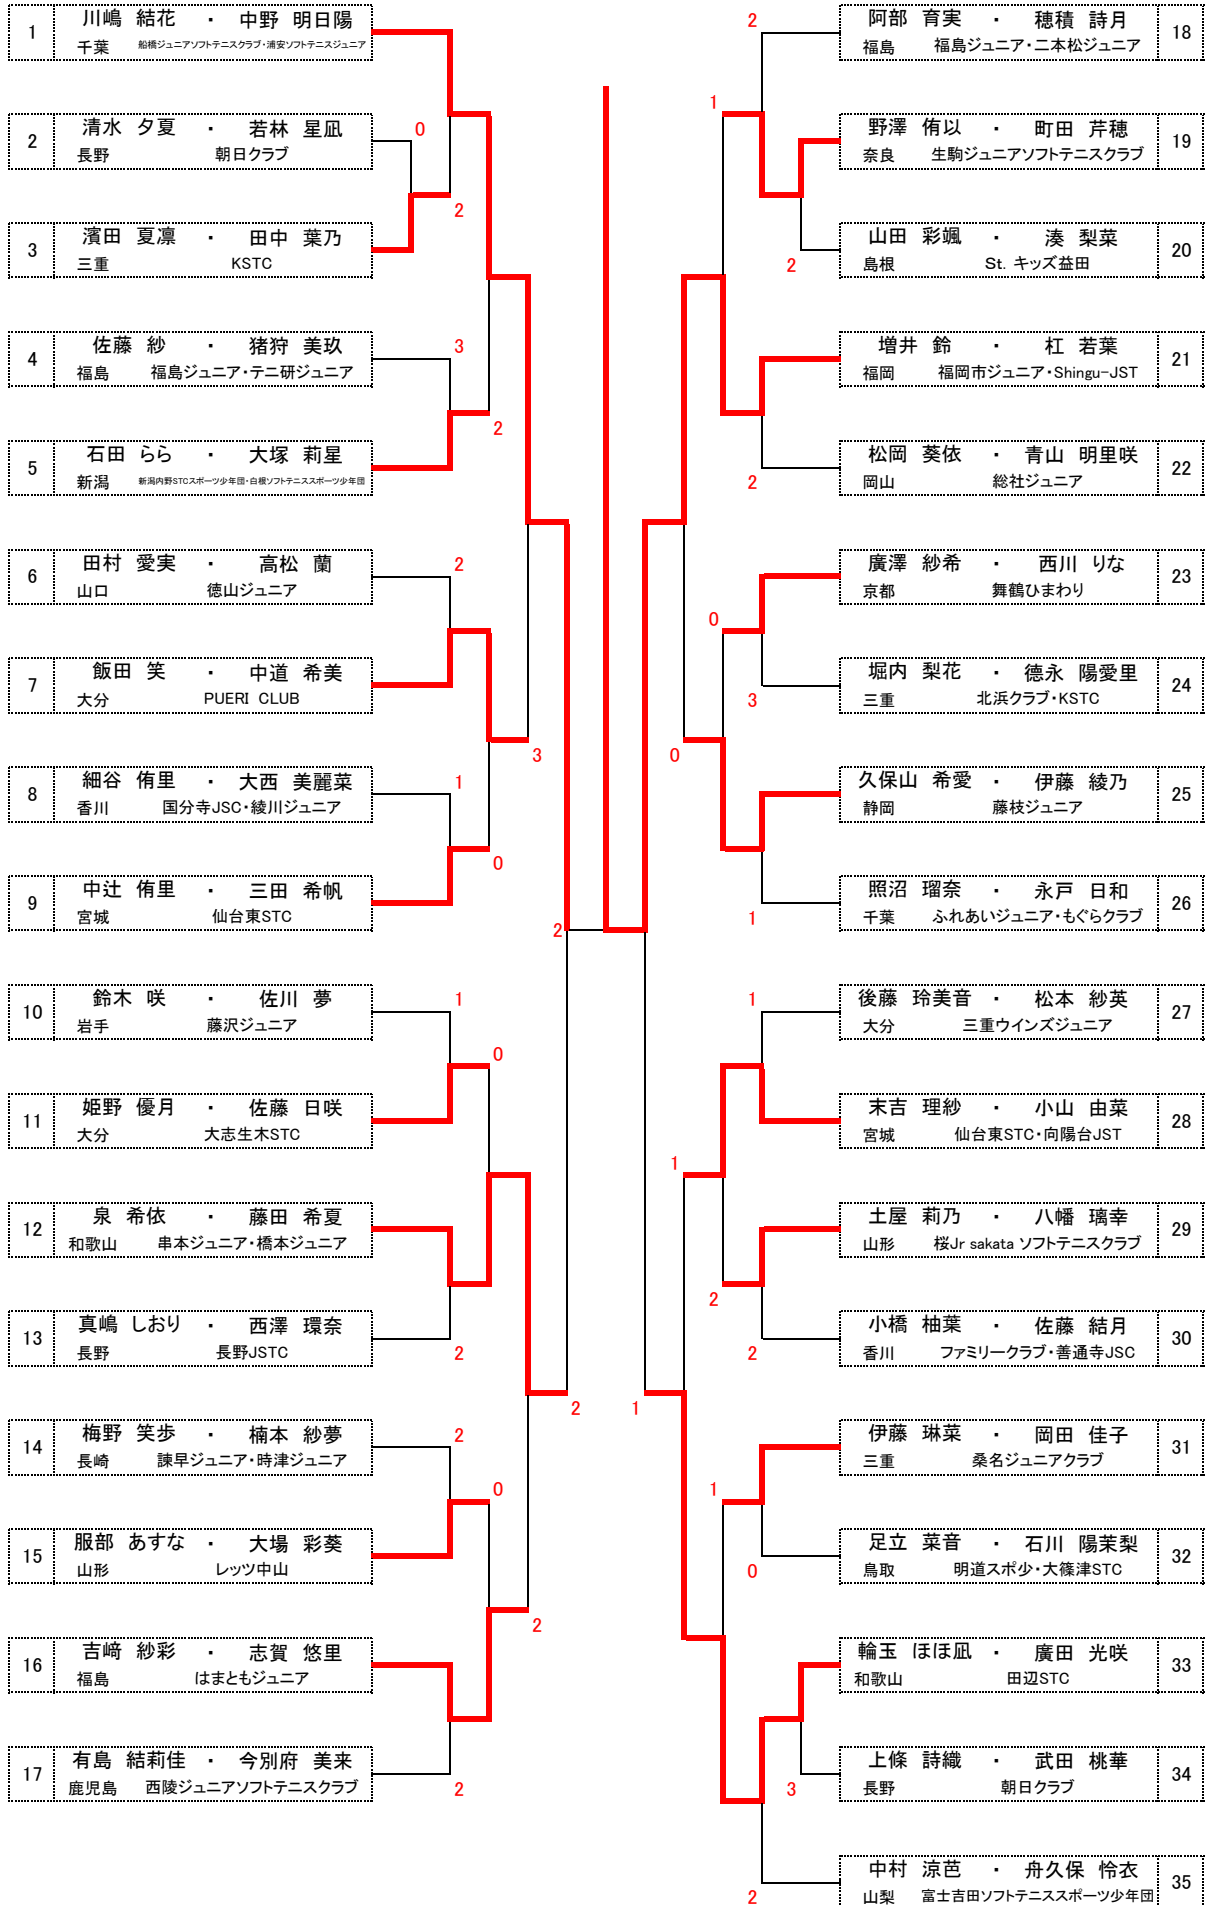 1 川嶋 結花 ・ 中野 明日陽
千葉 船橋ジュニアソフトテニスクラブ・浦安ソフトテニスジュニア
2 清水 夕夏 ・ 若林 星凪
長野 朝日クラブ
0
3 濱田 夏凛 ・ 田中 葉乃
三重 KSTC
2
4 佐藤 紗 ・ 猪狩 美玖
福島 福島ジュニア・テニ研ジュニア
3
5 石田 らら ・ 大塚 莉星
新潟 新潟内野STCスポーツ少年団・白根ソフトテニススポーツ少年団
2
6 田村 愛実 ・ 高松 蘭
山口 徳山ジュニア
2
7 飯田 笑 ・ 中道 希美
大分 PUERI CLUB
3
8 細谷 侑里 ・ 大西 美麗菜
香川 国分寺JSC・綾川ジュニア
1
0
9 中辻 侑里 ・ 三田 希帆
宮城 仙台東STC
2
10 鈴木 咲 ・ 佐川 夢
岩手 藤沢ジュニア
1
0
11 姫野 優月 ・ 佐藤 日咲
大分 大志生木STC
12 泉 希依 ・ 藤田 希夏
和歌山 串本ジュニア・橋本ジュニア
13 真嶋 しおり ・ 西澤 環奈
長野 長野JSTC
2
2
14 梅野 笑歩 ・ 楠本 紗夢
長崎 諫早ジュニア・時津ジュニア
2
0
15 服部 あすな ・ 大場 彩葵
山形 レッツ中山
2
16 吉﨑 紗彩 ・ 志賀 悠里
福島 はまともジュニア
17 有島 結莉佳 ・ 今別府 美来
鹿児島 西陵ジュニアソフトテニスクラブ
2
2
阿部 育実 ・ 穂積 詩月 18
福島 福島ジュニア・二本松ジュニア
1
野澤 侑以 ・ 町田 芹穂 19
奈良 生駒ジュニアソフトテニスクラブ
山田 彩颯 ・ 湊 梨菜 20
島根 St. キッズ益田
2
増井 鈴 ・ 杠 若葉 21
福岡 福岡市ジュニア・Shingu-JST
松岡 葵依 ・ 青山 明里咲 22
岡山 総社ジュニア
2
廣澤 紗希 ・ 西川 りな 23
京都 舞鶴ひまわり
0
堀内 梨花 ・ 德永 陽愛里 24
三重 北浜クラブ・KSTC
3
0
久保山 希愛 ・ 伊藤 綾乃 25
静岡 藤枝ジュニア
照沼 瑠奈 ・ 永戸 日和 26
千葉 ふれあいジュニア・もぐらクラブ
1
1
後藤 玲美音 ・ 松本 紗英 27
大分 三重ウインズジュニア
末吉 理紗 ・ 小山 由菜 28
宮城 仙台東STC・向陽台JST
1
土屋 莉乃 ・ 八幡 璃幸 29
山形 桜Jr sakata ソフトテニスクラブ
2
小橋 柚葉 ・ 佐藤 結月 30
香川 ファミリークラブ・善通寺JSC
2
1
伊藤 琳菜 ・ 岡田 佳子 31
三重 桑名ジュニアクラブ
1
足立 菜音 ・ 石川 陽茉梨 32
鳥取 明道スポ少・大篠津STC
0
輪玉 ほほ凪 ・ 廣田 光咲 33
和歌山 田辺STC
上條 詩織 ・ 武田 桃華 34
長野 朝日クラブ
3
中村 涼芭 ・ 舟久保 怜衣 35
山梨 富士吉田ソフトテニススポーツ少年団
2